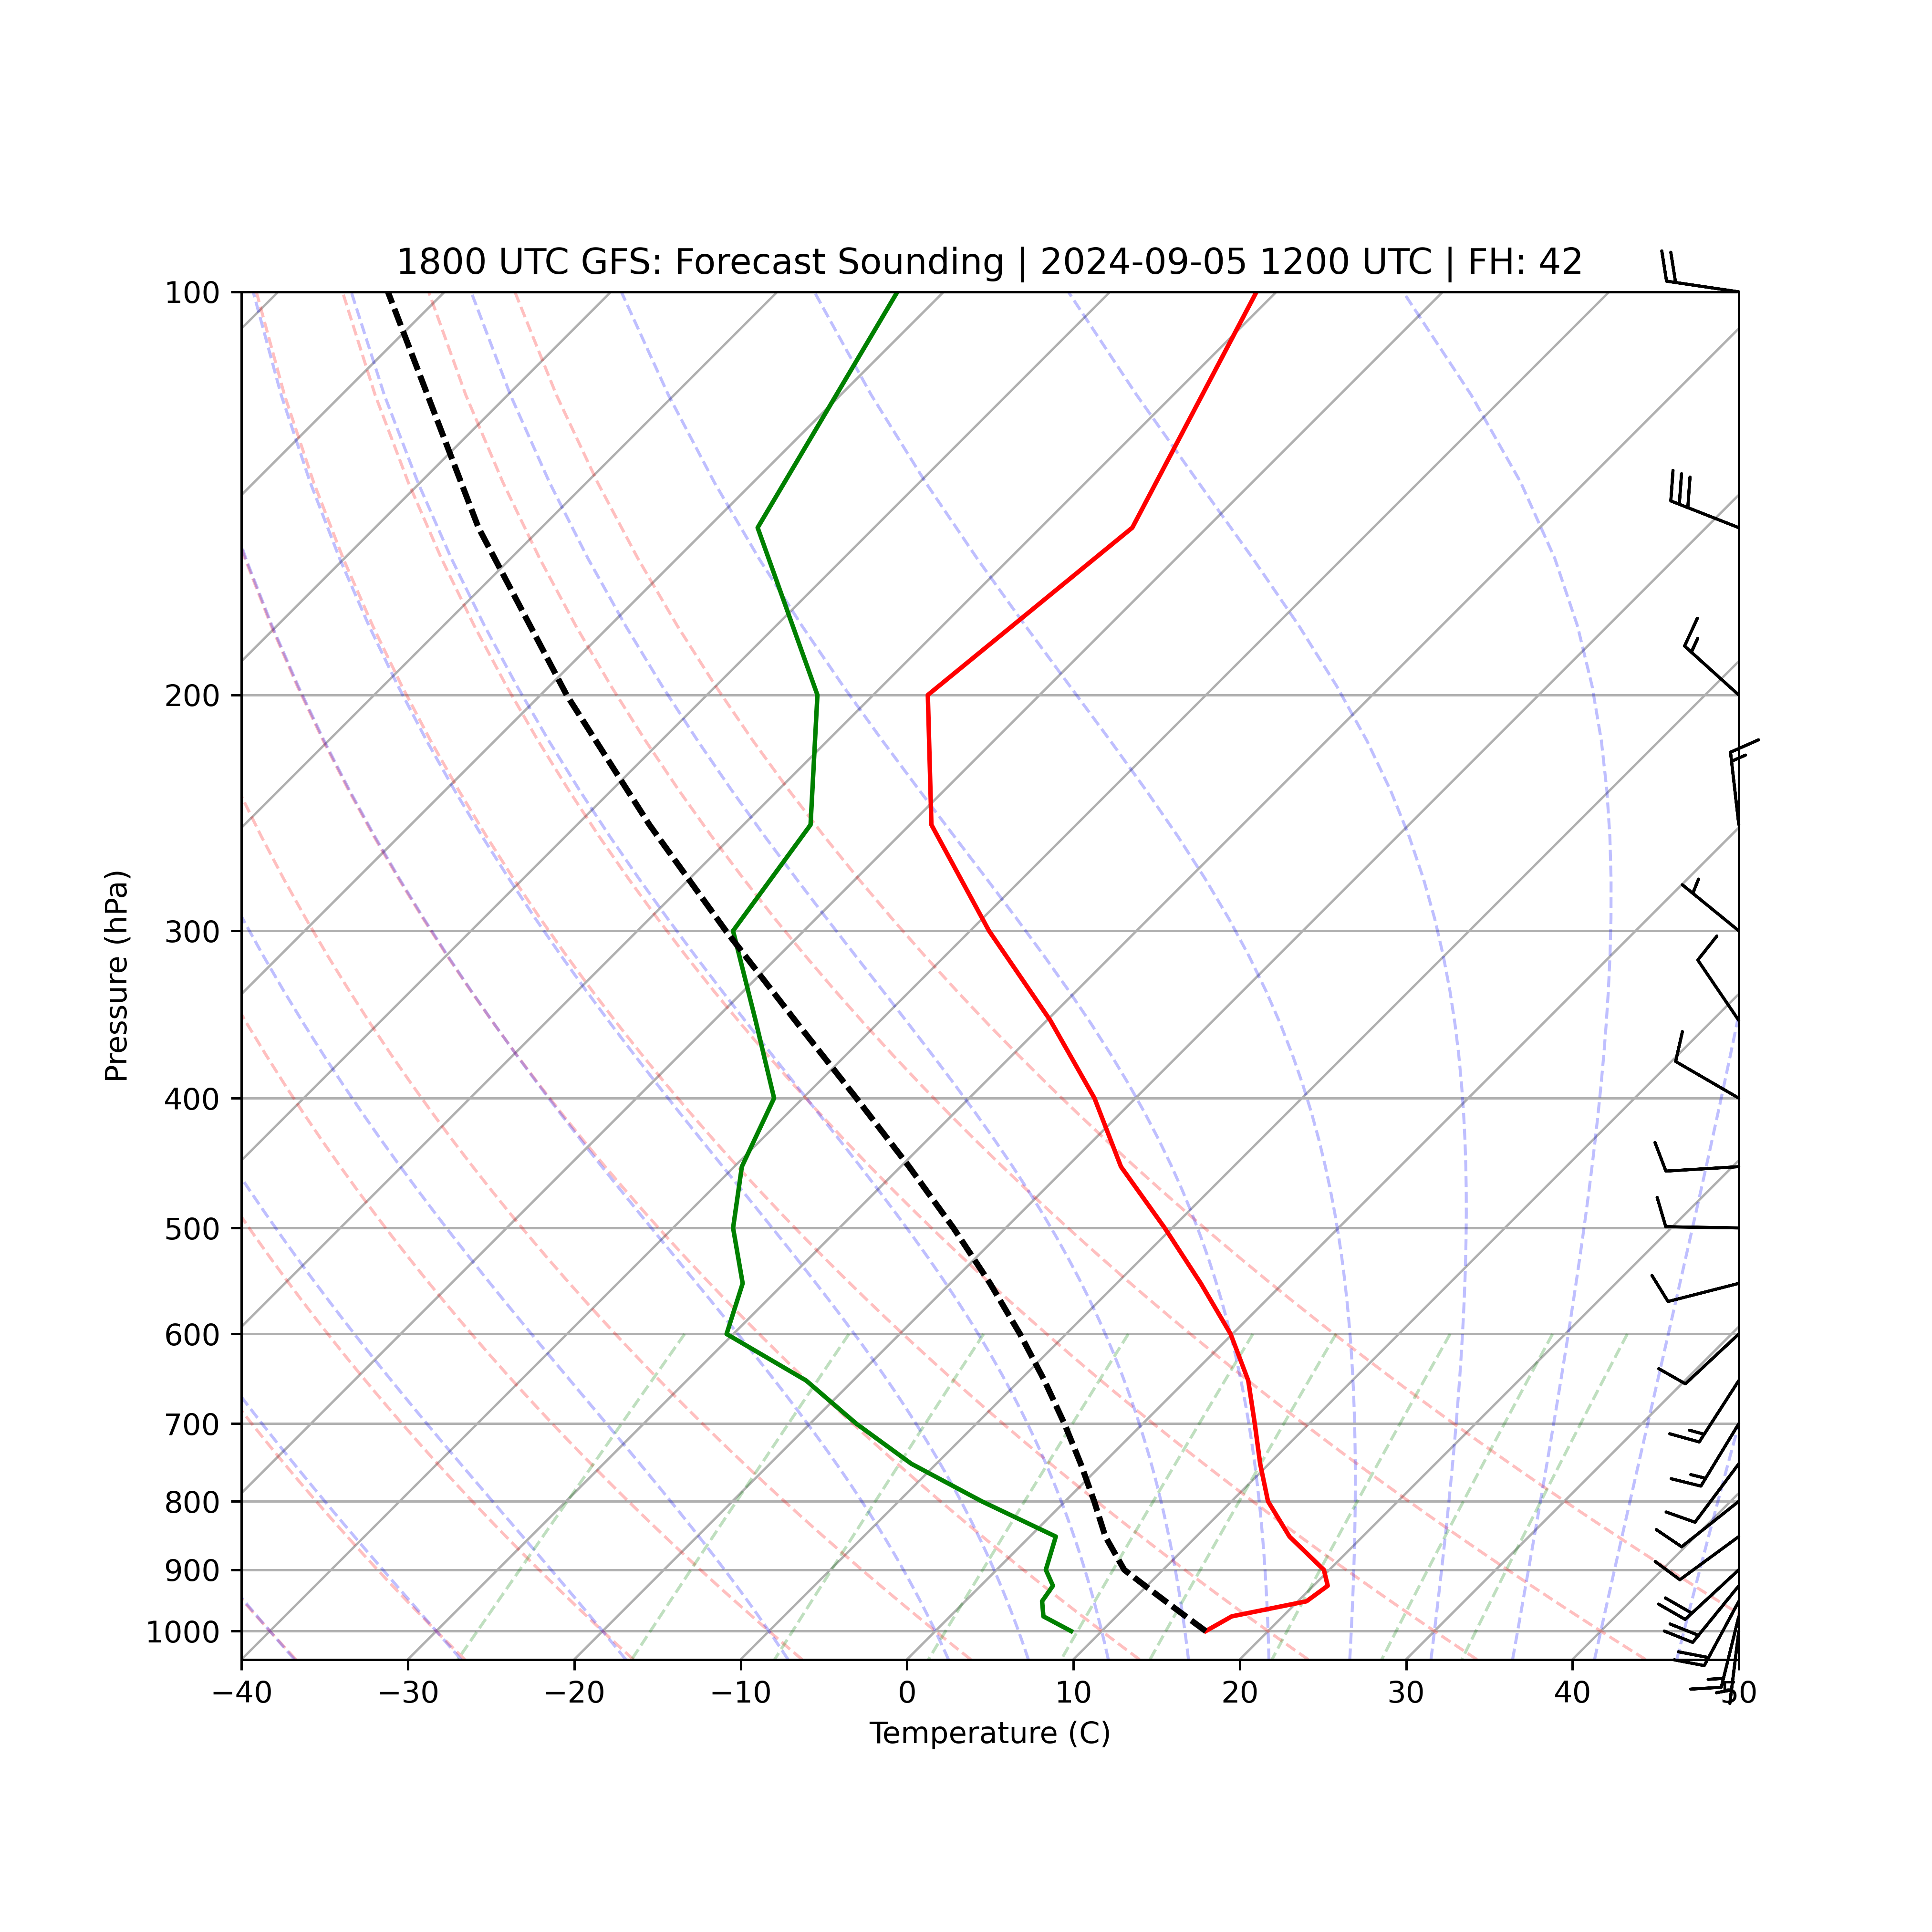 1800 UTC GFS: Forecast Sounding | 2024-09-05 1200 UTC | FH: 42
100
200
300
400
500
600
700
800
900
1000
Pressure (hPa)
−40 −30 −20 −10 0 10 20 30 40 50
Temperature (C)